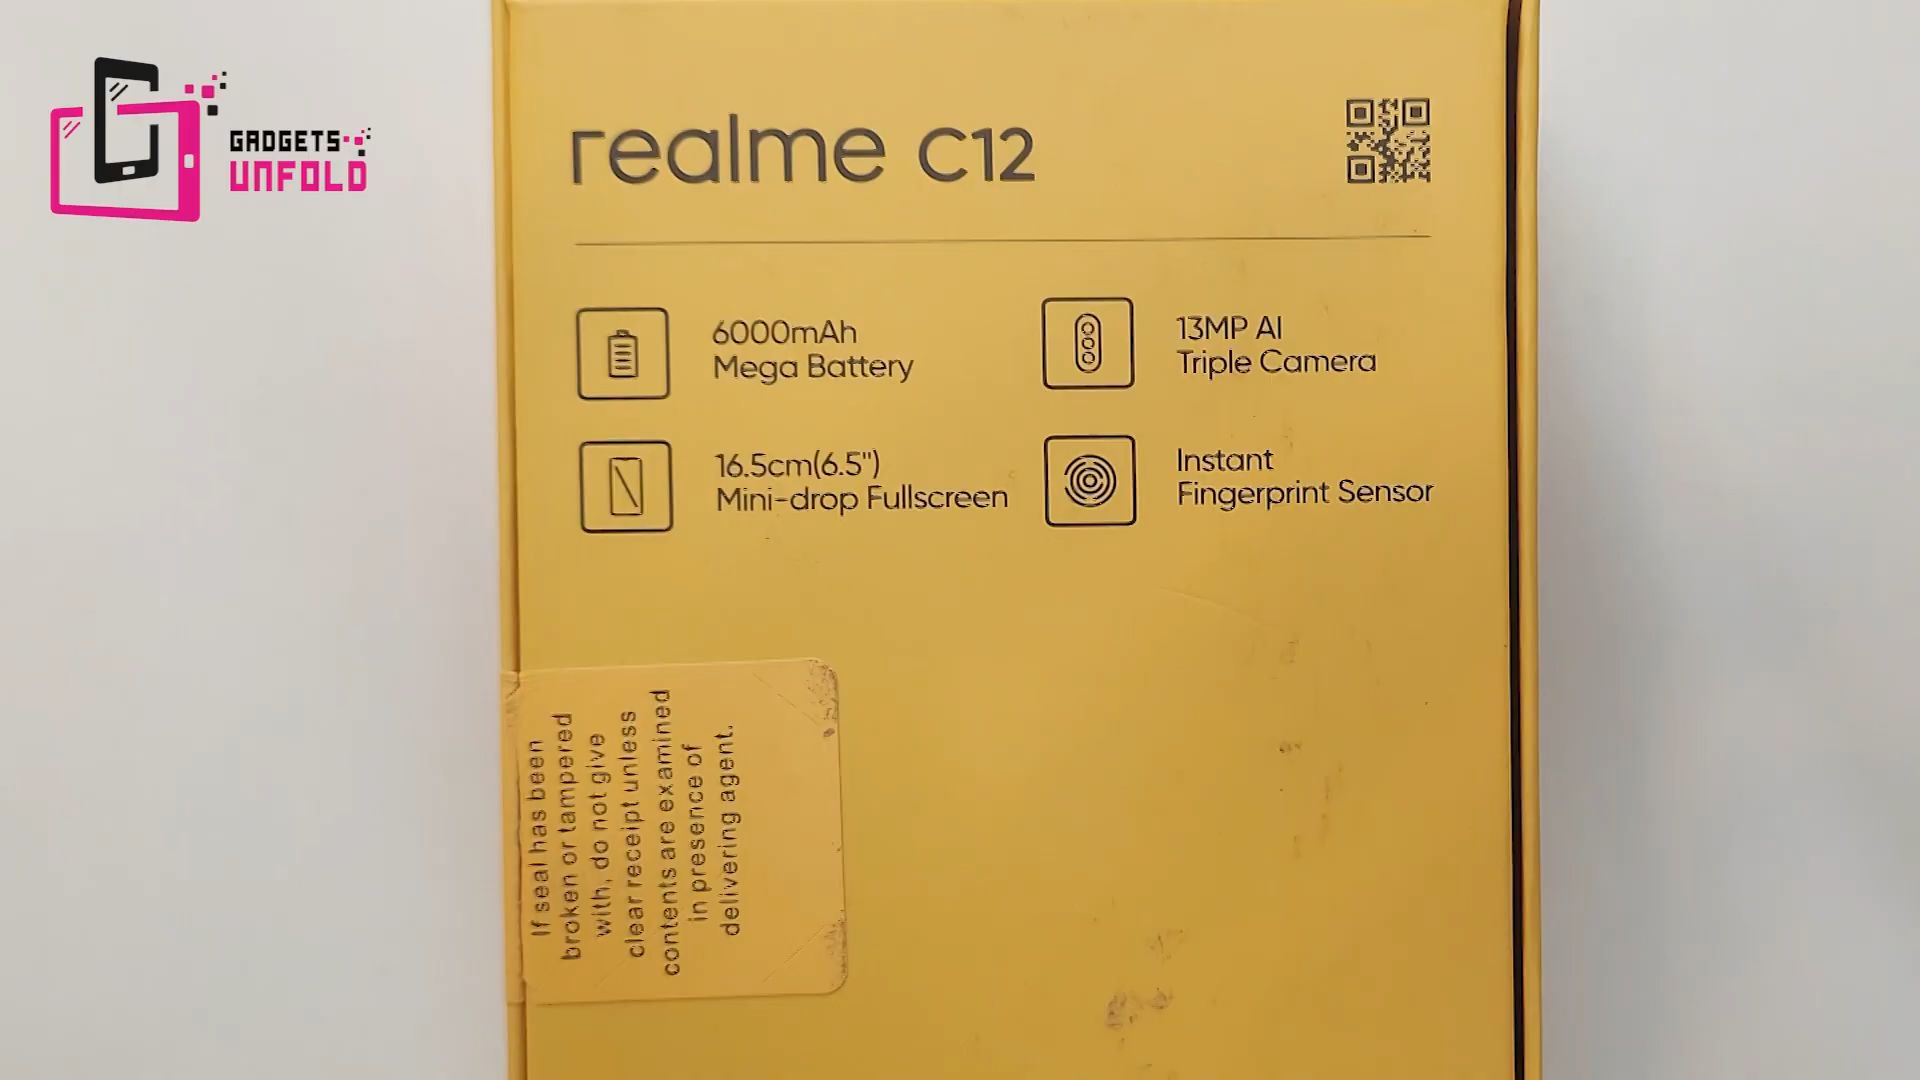 GADGETS
UNFOLD
realme C12
6000mAh
Mega Battery
13MP AI
Triple Camera
16.5cm(6.5")
Mini-drop Fullscreen
Instant
Fingerprint Sensor
If seal has been
broken or tampered
with, do not give
clear receipt unless
contents are examined
in presence of
delivering agent.